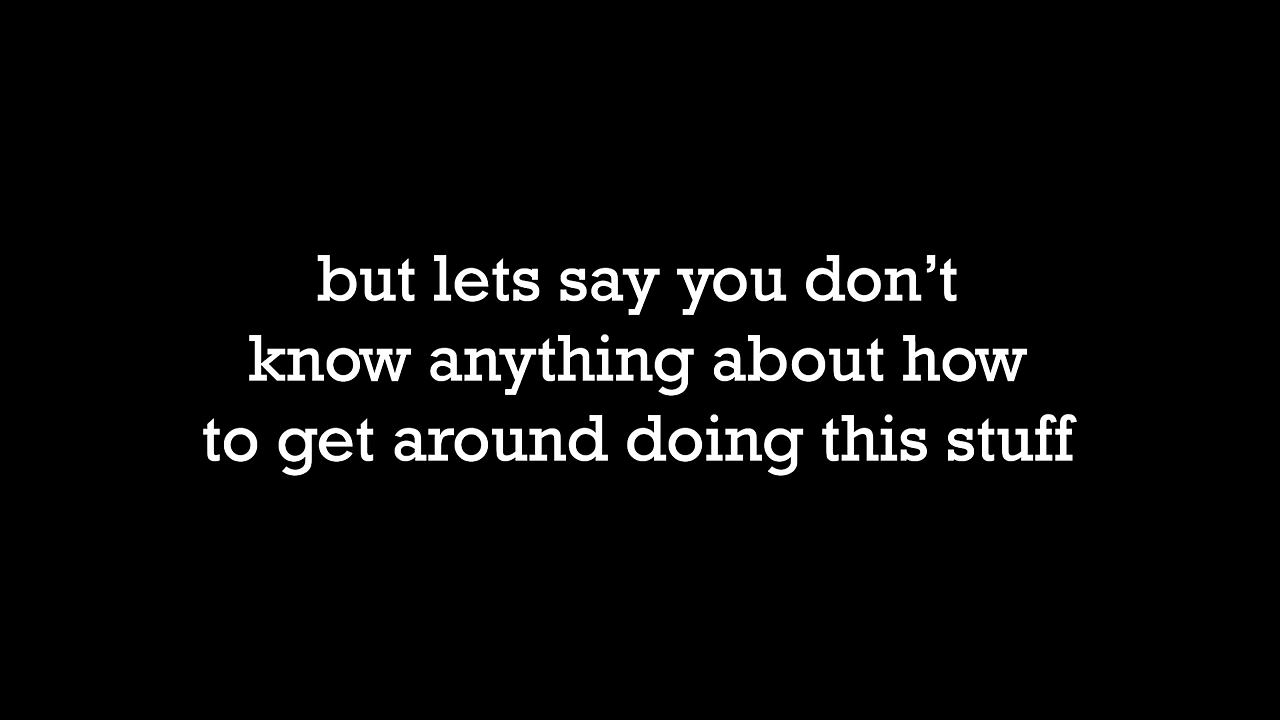 but lets say you don’t
know anything about how
to get around doing this stuff